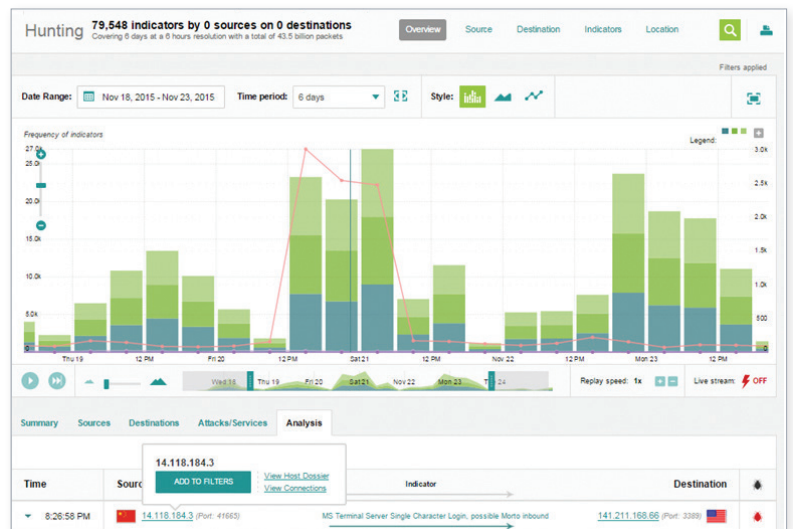 Hunting
79,548 indicators by 0 sources on 0 destinations
Covering 6 days at a 6 hours resolution with a total of 43.5 billion packets
Overview Source Destination Indicators Location
Filters applied
Date Range: Nov 18, 2015 - Nov 23, 2015 Time period: 6 days Style:
Frequency of indicators
Legend:
27.0k 3.0k
25.0k
2.5k
20.0k
2.0k
15.0k
1.5k
10.0k
1.0k
5.0k
500
0 0
Thu 19 12 PM Fri 20 12 PM Sat 21 12 PM Nov 22 12 PM Mon 23 12 PM
Wed 18 Thu 19 Fri 20 Sat 21 Nov 22 Mon 23 Replay speed: 1x Live stream: OFF
Summary Sources Destinations Attacks/Services Analysis
14.118.184.3
ADD TO FILTERS
View Host Dossier
View Connections
Time Indicator Destination
8:26:58 PM 14.118.184.3 (Port: 41665) MS Terminal Server Single Character Login, possible Morto inbound 141.211.168.66 (Port: 3389)